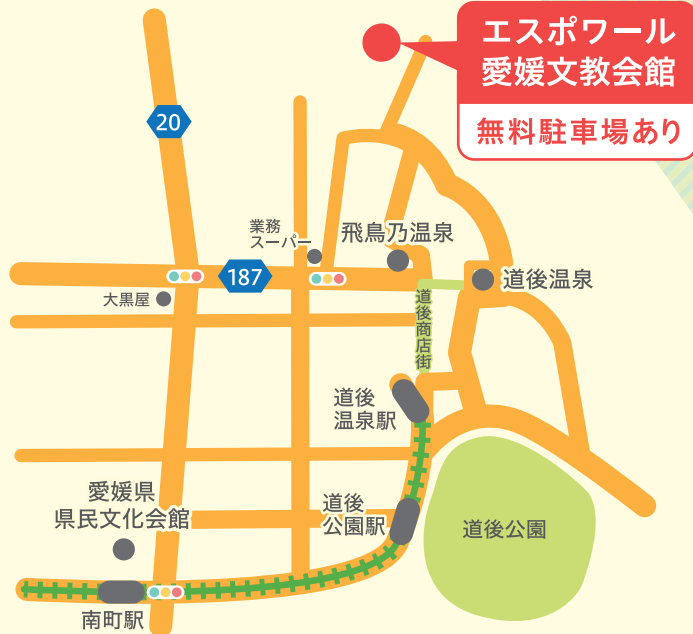 エスポワール
愛媛文教会館
無料駐車場あり
20
業務
スーパー
飛鳥乃温泉
187
道後温泉
大黒屋
道後商店街
道後
温泉駅
愛媛県
県民文化会館
道後
公園駅
道後公園
南町駅